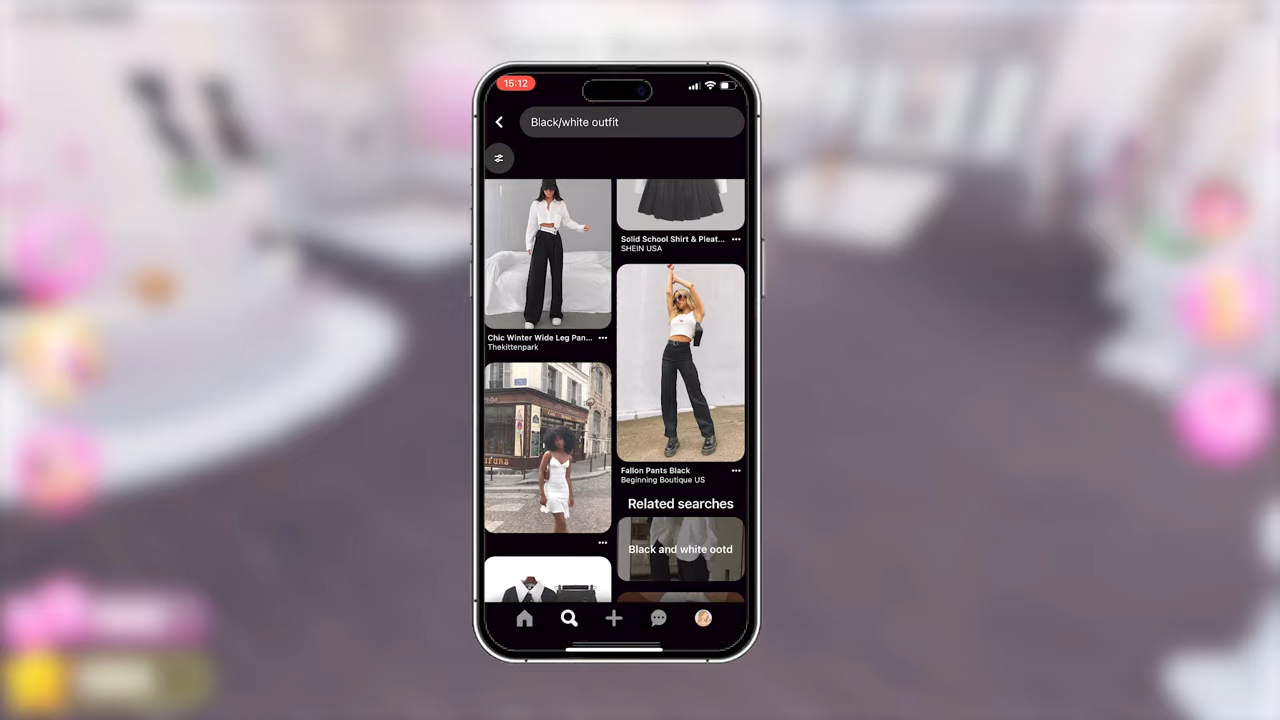 15:12
Black/white outfit
Chic Winter Wide Leg Pan...
Thekittenpark
Solid School Shirt & Pleat...
SHEIN USA
Fallon Pants Black
Beginning Boutique US
Related searches
Black and white ootd